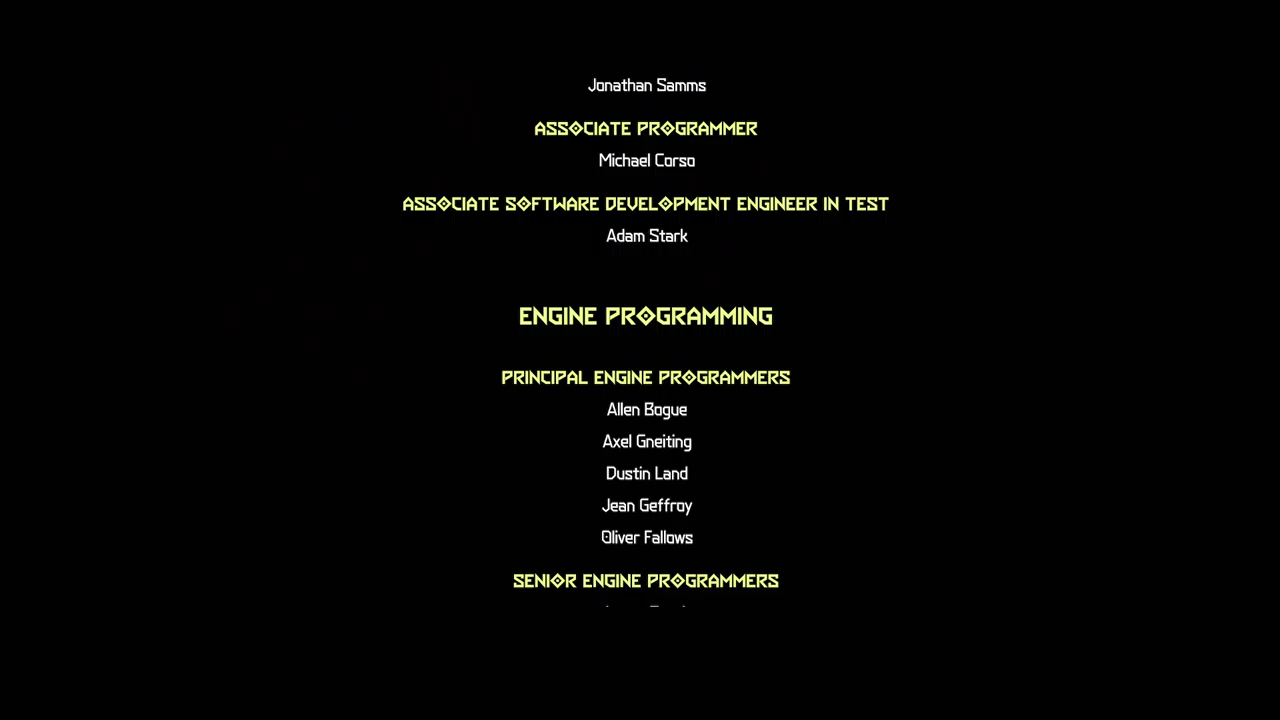 Jonathan Samms
ASSOCIATE PROGRAMMER
Michael Corso
ASSOCIATE SOFTWARE DEVELOPMENT ENGINEER IN TEST
Adam Stark
ENGINE PROGRAMMING
PRINCIPAL ENGINE PROGRAMMERS
Allen Bogue
Axel Gneiting
Dustin Land
Jean Geffroy
Oliver Fallows
SENIOR ENGINE PROGRAMMERS